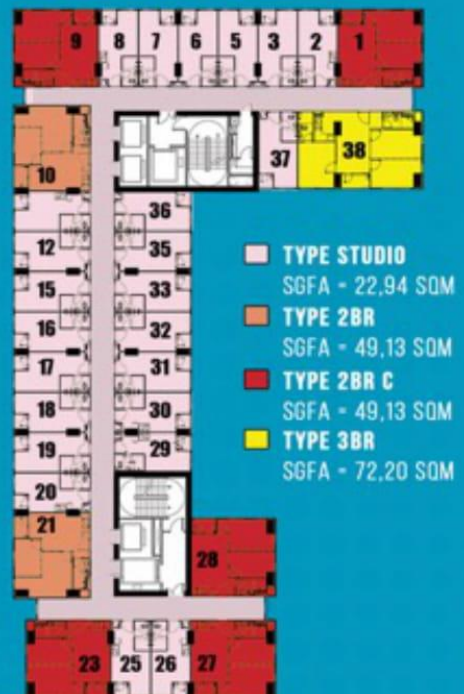 9 8 7 6 5 3 2 1
10
37 38
36
12 35
15 33
16 32
17 31
18 30
19 29
20
21
28
23 25 26 27
TYPE STUDIO
SGFA = 22,94 SQM
TYPE 2BR
SGFA = 49,13 SQM
TYPE 2BR C
SGFA = 49,13 SQM
TYPE 3BR
SGFA = 72,20 SQM